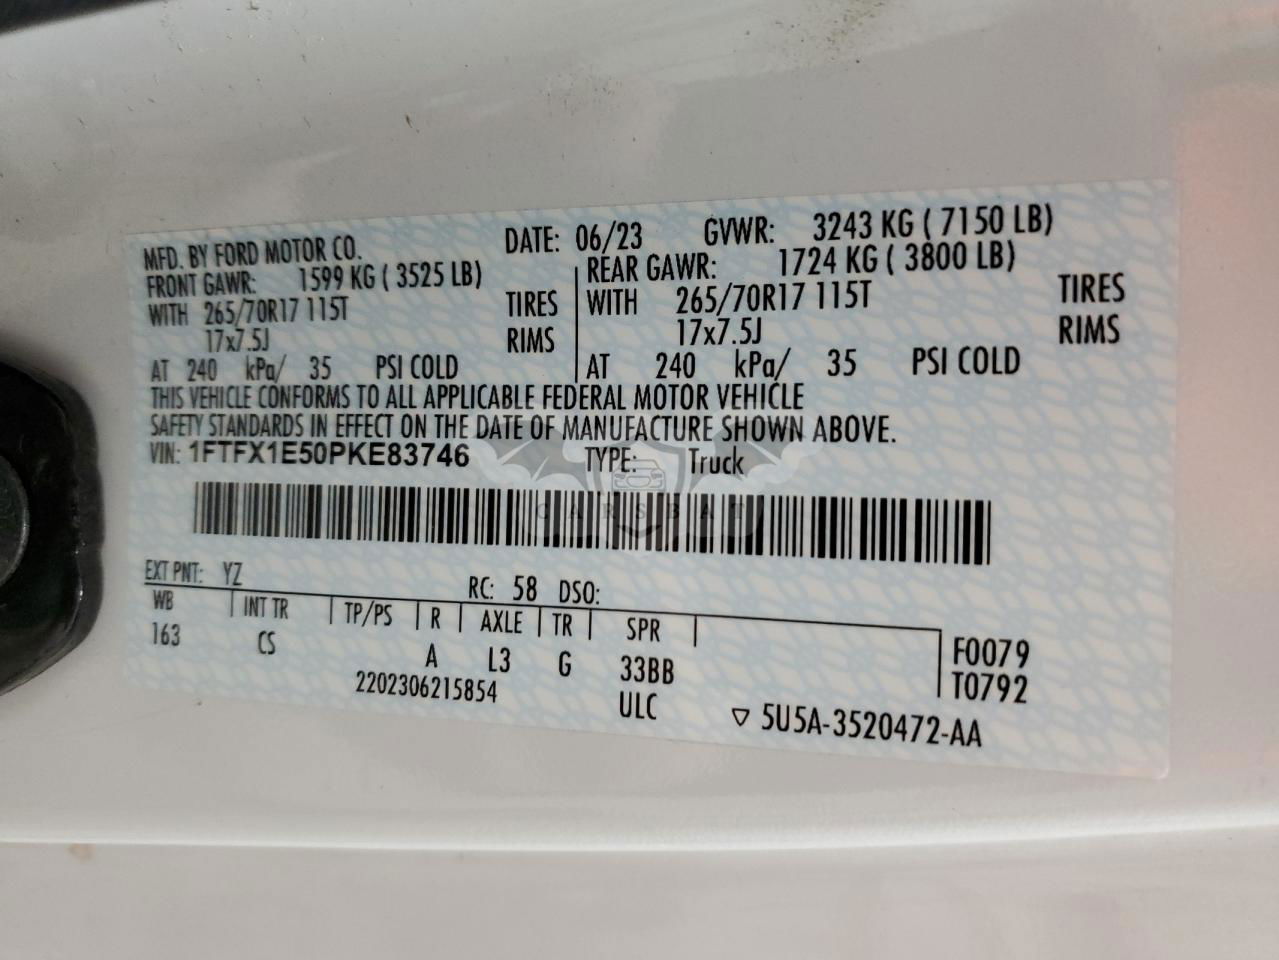 MFD. BY FORD MOTOR CO. DATE: 06/23 GVWR: 3243 KG ( 7150 LB)
FRONT GAWR: 1599 KG ( 3525 LB) REAR GAWR: 1724 KG ( 3800 LB)
WITH 265/70R17 115T TIRES WITH 265/70R17 115T TIRES
17x7.5J RIMS 17x7.5J RIMS
AT 240 kPa/ 35 PSI COLD AT 240 kPa/ 35 PSI COLD
THIS VEHICLE CONFORMS TO ALL APPLICABLE FEDERAL MOTOR VEHICLE
SAFETY STANDARDS IN EFFECT ON THE DATE OF MANUFACTURE SHOWN ABOVE.
VIN: 1FTFX1E50PKE83746 TYPE: Truck
CARSBAT
EXT PNT: YZ RC: 58 DSO:
WB INT TR TP/PS R AXLE TR SPR
163 CS A L3 G 33BB F0079
2202306215854 ULC T0792
5U5A-3520472-AA